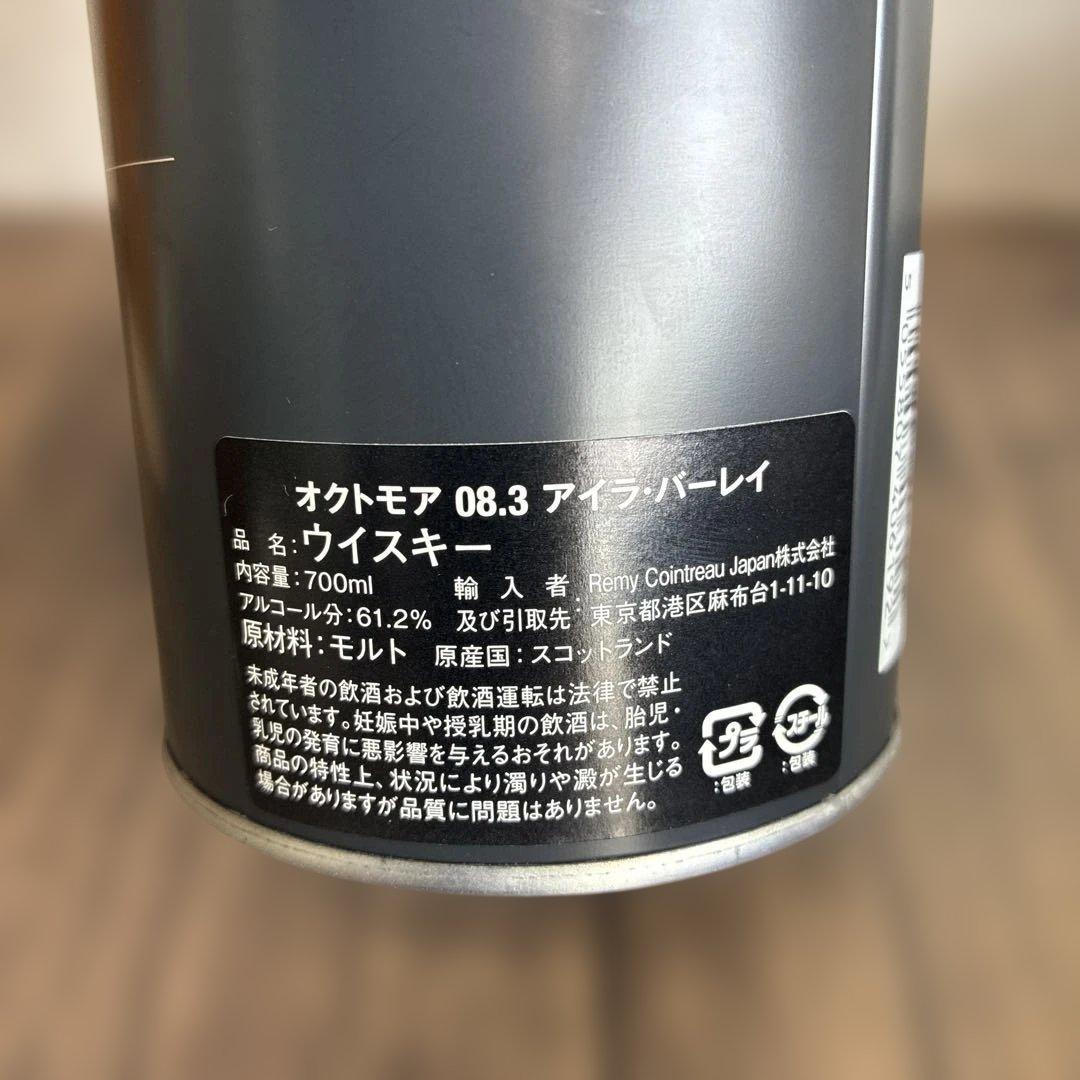 オクトモア 08.3 アイラ・バーレイ
品 名：ウイスキー
内容量：700ml 輸 入 者 Remy Cointreau Japan株式会社
アルコール分：61.2% 及び引取先：東京都港区麻布台1-11-10
原材料：モルト 原産国：スコットランド
未成年者の飲酒および飲酒運転は法律で禁止
されています。妊娠中や授乳期の飲酒は、胎児・
乳児の発育に悪影響を与えるおそれがあります。
商品の特性上、状況により濁りや澱が生じる
場合がありますが品質に問題はありません。
プラ
：包装
スチール
：包装